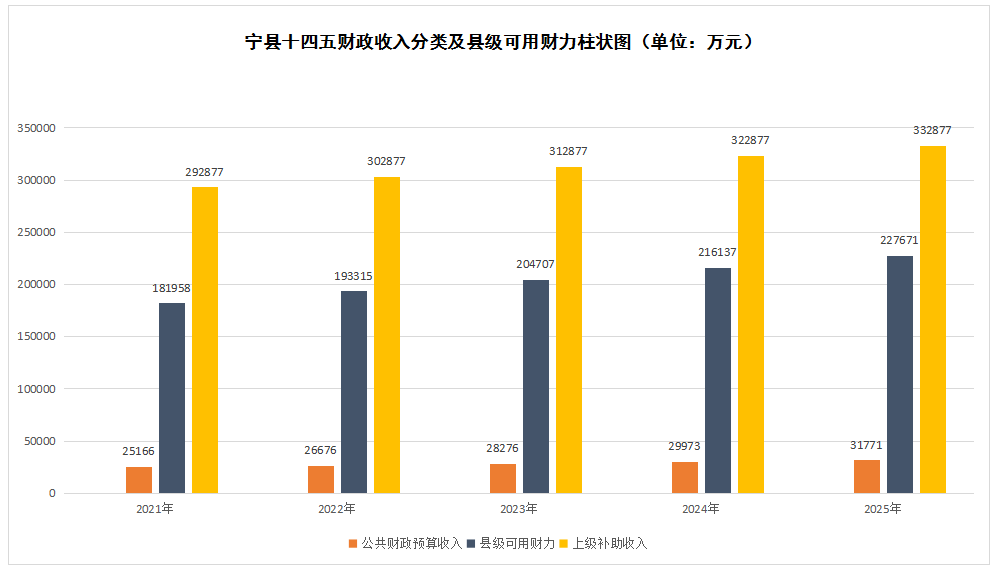 宁县十四五财政收入分类及县级可用财力柱状图（单位：万元）
350000
300000
250000
200000
150000
100000
50000
0
25166
181958
292877
26676
193315
302877
28276
204707
312877
29973
216137
322877
31771
227671
332877
2021年
2022年
2023年
2024年
2025年
公共财政预算收入
县级可用财力
上级补助收入